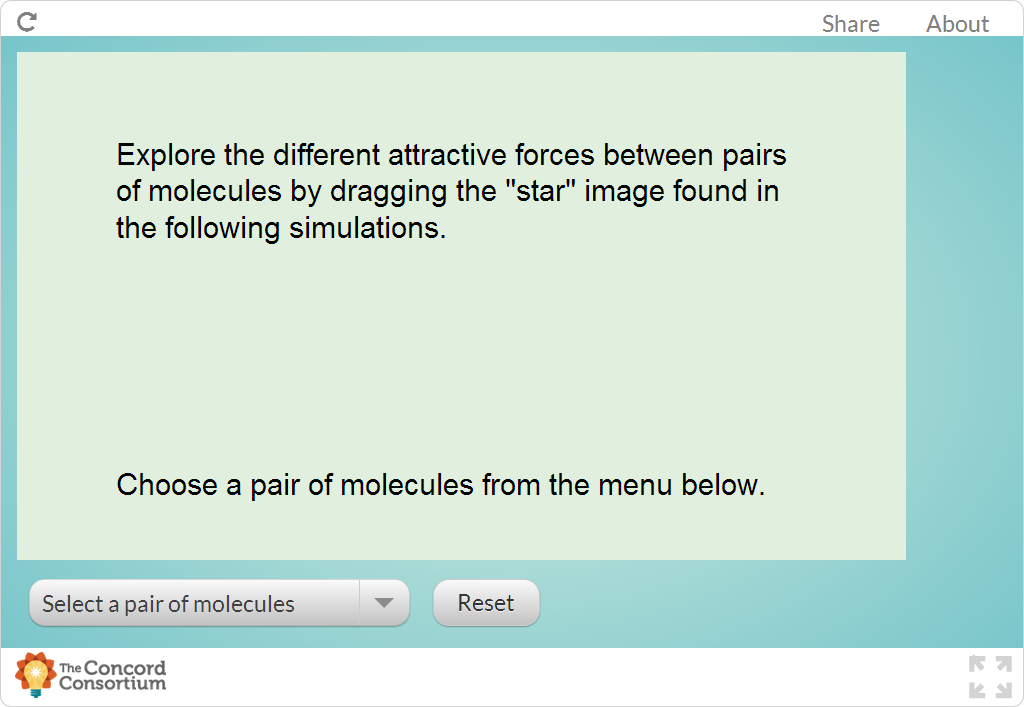 Share About
Explore the different attractive forces between pairs
of molecules by dragging the "star" image found in
the following simulations.
Choose a pair of molecules from the menu below.
Select a pair of molecules
Reset
The Concord
Consortium